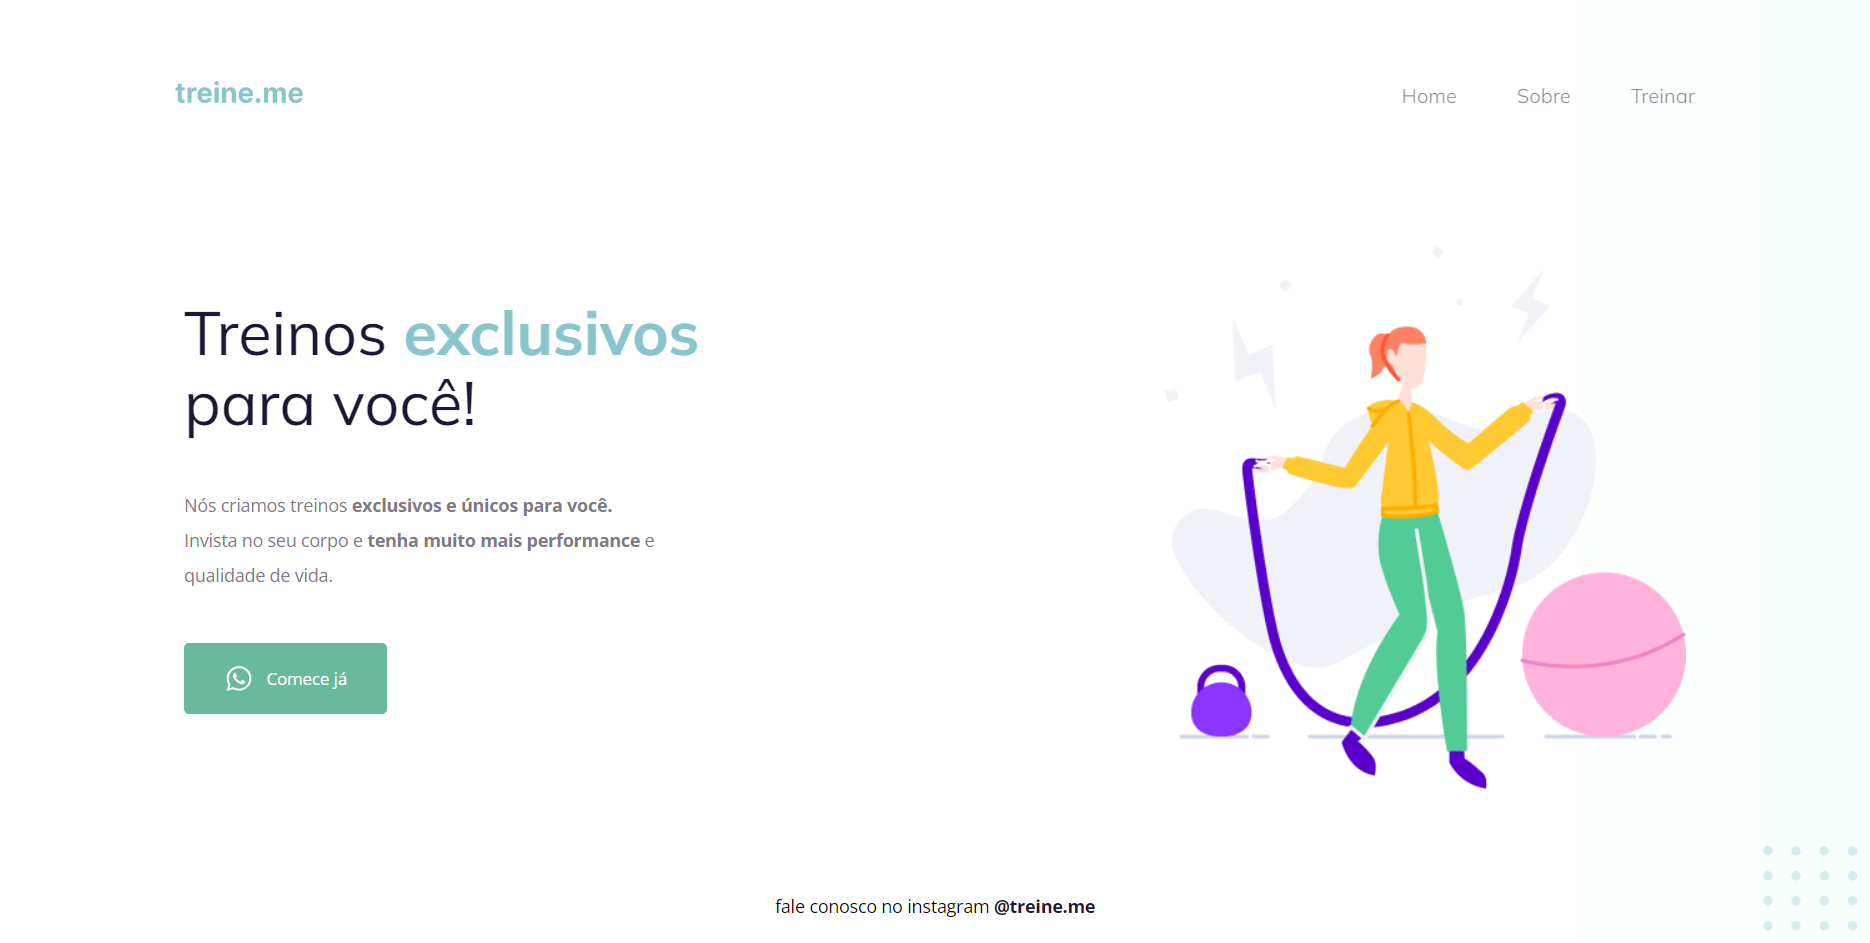 treine.me
Home
Sobre
Treinar
Treinos exclusivos
para você!
Nós criamos treinos exclusivos e únicos para você.
Invista no seu corpo e tenha muito mais performance e
qualidade de vida.
Comece já
fale conosco no instagram @treine.me